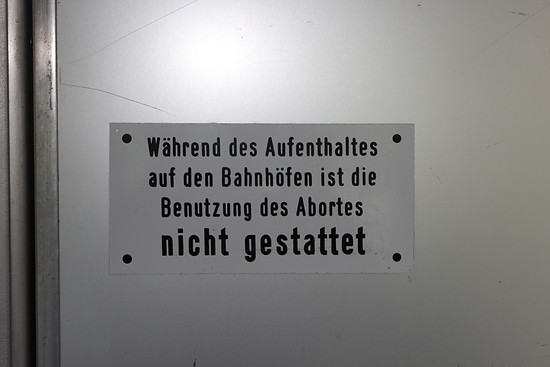 Während des Aufenthaltes
auf den Bahnhöfen ist die
Benutzung des Abortes
nicht gestattet